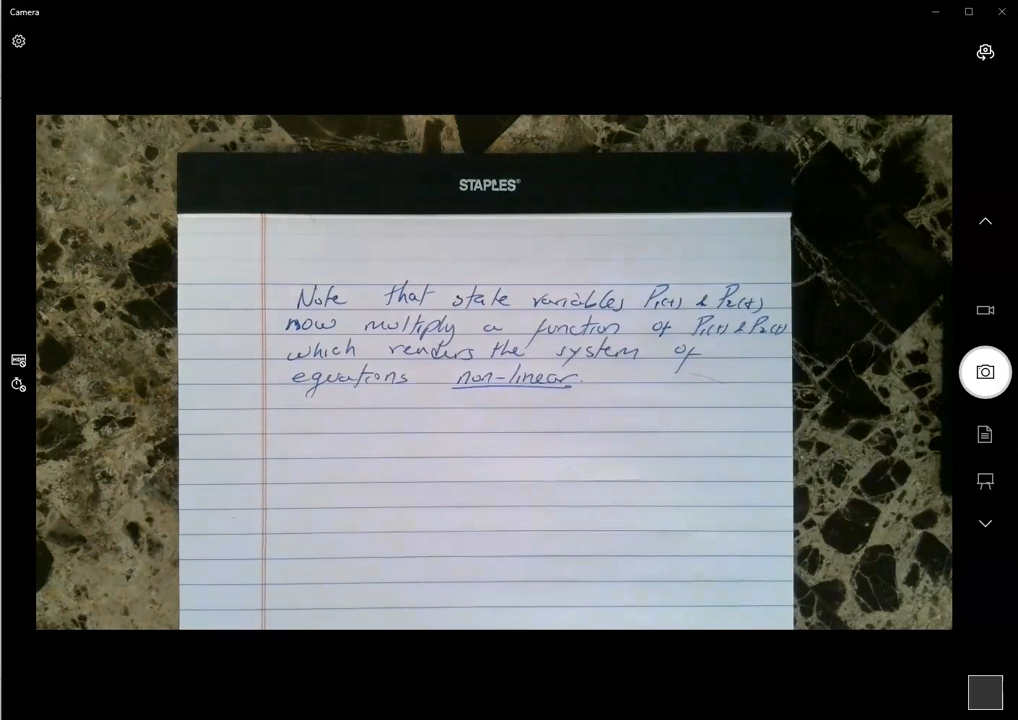 Camera
STAPLES®
Note that state variables P₁(t) & P₂(t)
now multiply a function of P₁(t) & P₂(t)
which renders the system of
equations non-linear.